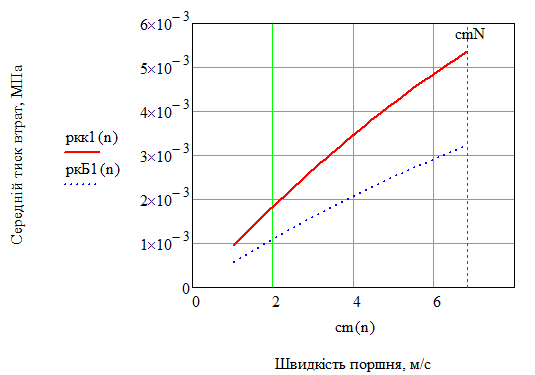 6×10⁻³
cmN
5×10⁻³
4×10⁻³
3×10⁻³
2×10⁻³
1×10⁻³
0
Середній тиск втрат, МПа
ркк1(n)
ркБ1(n)
0 2 4 6
cm(n)
Швидкість поршня, м/с